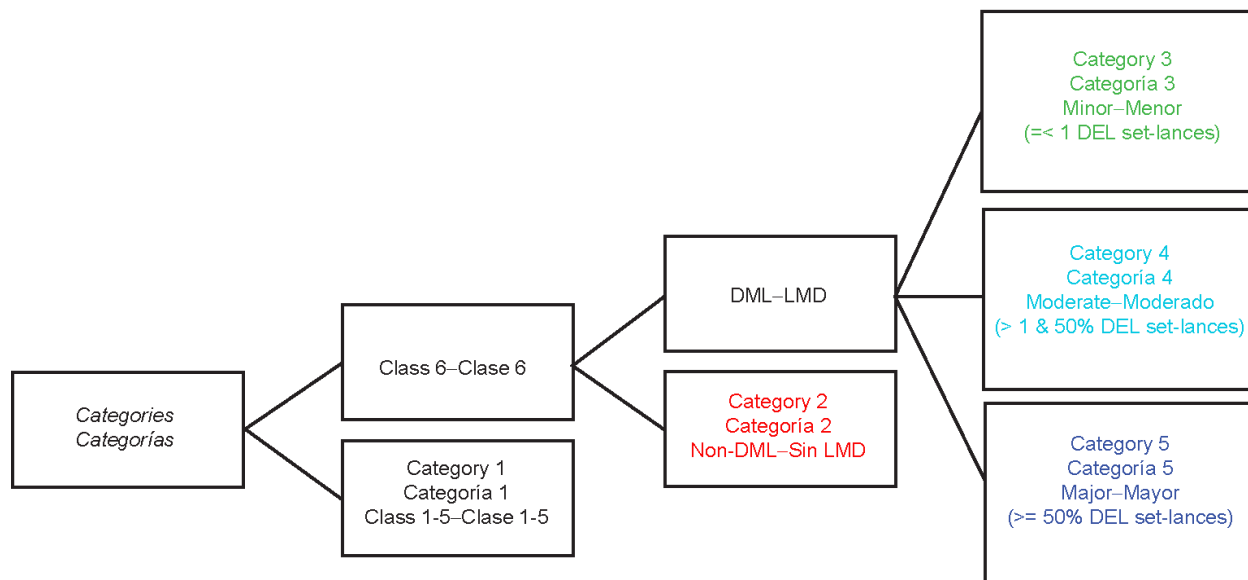 Categories
Categorías
Class 6–Clase 6
Category 1
Categoría 1
Class 1-5–Clase 1-5
DML–LMD
Category 2
Categoría 2
Non-DML–Sin LMD
Category 3
Categoría 3
Minor–Menor
(=< 1 DEL set-lances)
Category 4
Categoría 4
Moderate–Moderado
(> 1 & 50% DEL set-lances)
Category 5
Categoría 5
Major–Mayor
(>= 50% DEL set-lances)